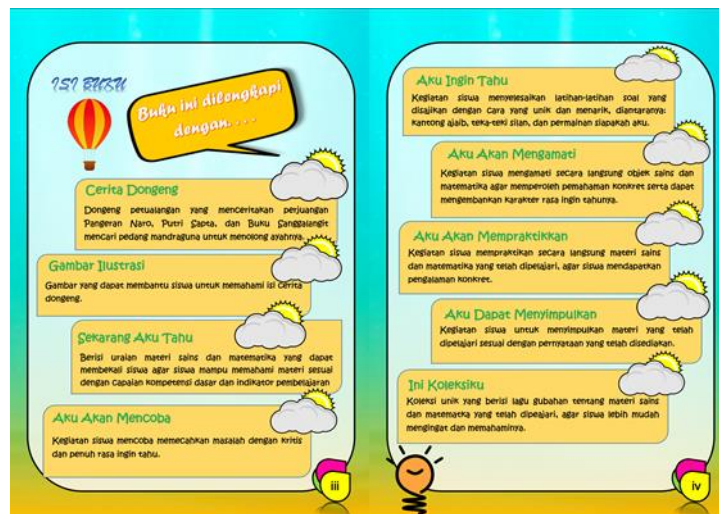 ISI BUKU
Buku ini dilengkapi
dengan. . . .
Cerita Dongeng
Dongeng petualangan yang menceritakan perjuangan
Pangeran Naro, Putri Sapta, dan Buku Sanggalangit
mencari pedang mandraguna untuk menolong ayahnya.
Gambar Ilustrasi
Gambar yang dapat membantu siswa untuk memahami isi cerita
dongeng.
Sekarang Aku Tahu
Berisi uraian materi sains dan matematika yang dapat
membekali siswa agar siswa mampu memahami materi sesuai
dengan capaian kompetensi dasar dan indikator pembelajaran
Aku Akan Mencoba
Kegiatan siswa mencoba memecahkan masalah dengan kritis
dan penuh rasa ingin tahu.
iii
Aku Ingin Tahu
Kegiatan siswa menyelesaikan latihan-latihan soal yang
disajikan dengan cara yang unik dan menarik, diantaranya:
kantong ajaib, teka-teki silan, dan permainan siapakah aku.
Aku Akan Mengamati
Kegiatan siswa mengamati secara langsung objek sains dan
matematika agar memperoleh pemahaman konkret serta dapat
mengembankan karakter rasa ingin tahunya.
Aku Akan Mempraktikkan
Kegiatan siswa mempraktikan secara langsung materi sains
dan matematika yang telah dipelajari, agar siswa mendapatkan
pengalaman konkret.
Aku Dapat Menyimpulkan
Kegiatan siswa untuk menyimpulkan materi yang telah
dipelajari sesuai dengan pernyataan yang telah disediakan.
Ini Koleksiku
Koleksi unik yang berisi lagu gubahan tentang materi sains
dan matematka yang telah dipeajari, agar siswa lebih mudah
mengingat dan memahaminya.
iv